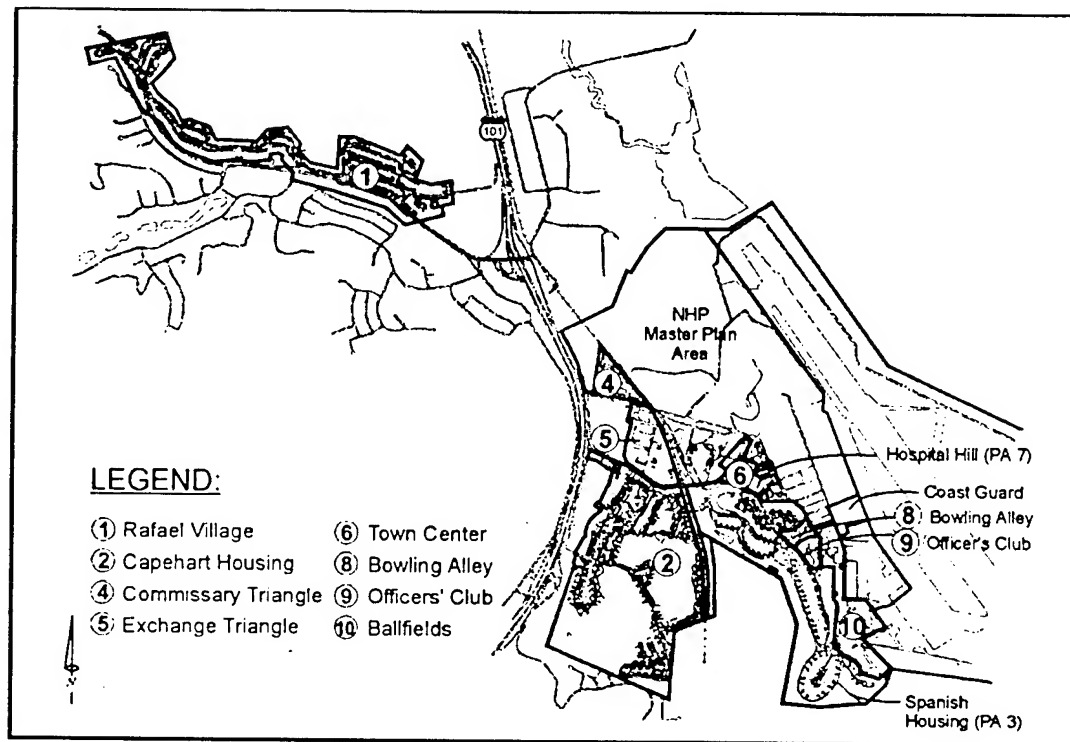 101
1
NHP
Master Plan
Area
4
5
6
Hospital Hill (PA 7)
Coast Guard
8 Bowling Alley
9 Officer's Club
2
10
Spanish
Housing (PA 3)
LEGEND:
1 Rafael Village
2 Capehart Housing
4 Commissary Triangle
5 Exchange Triangle
6 Town Center
8 Bowling Alley
9 Officers' Club
10 Ballfields